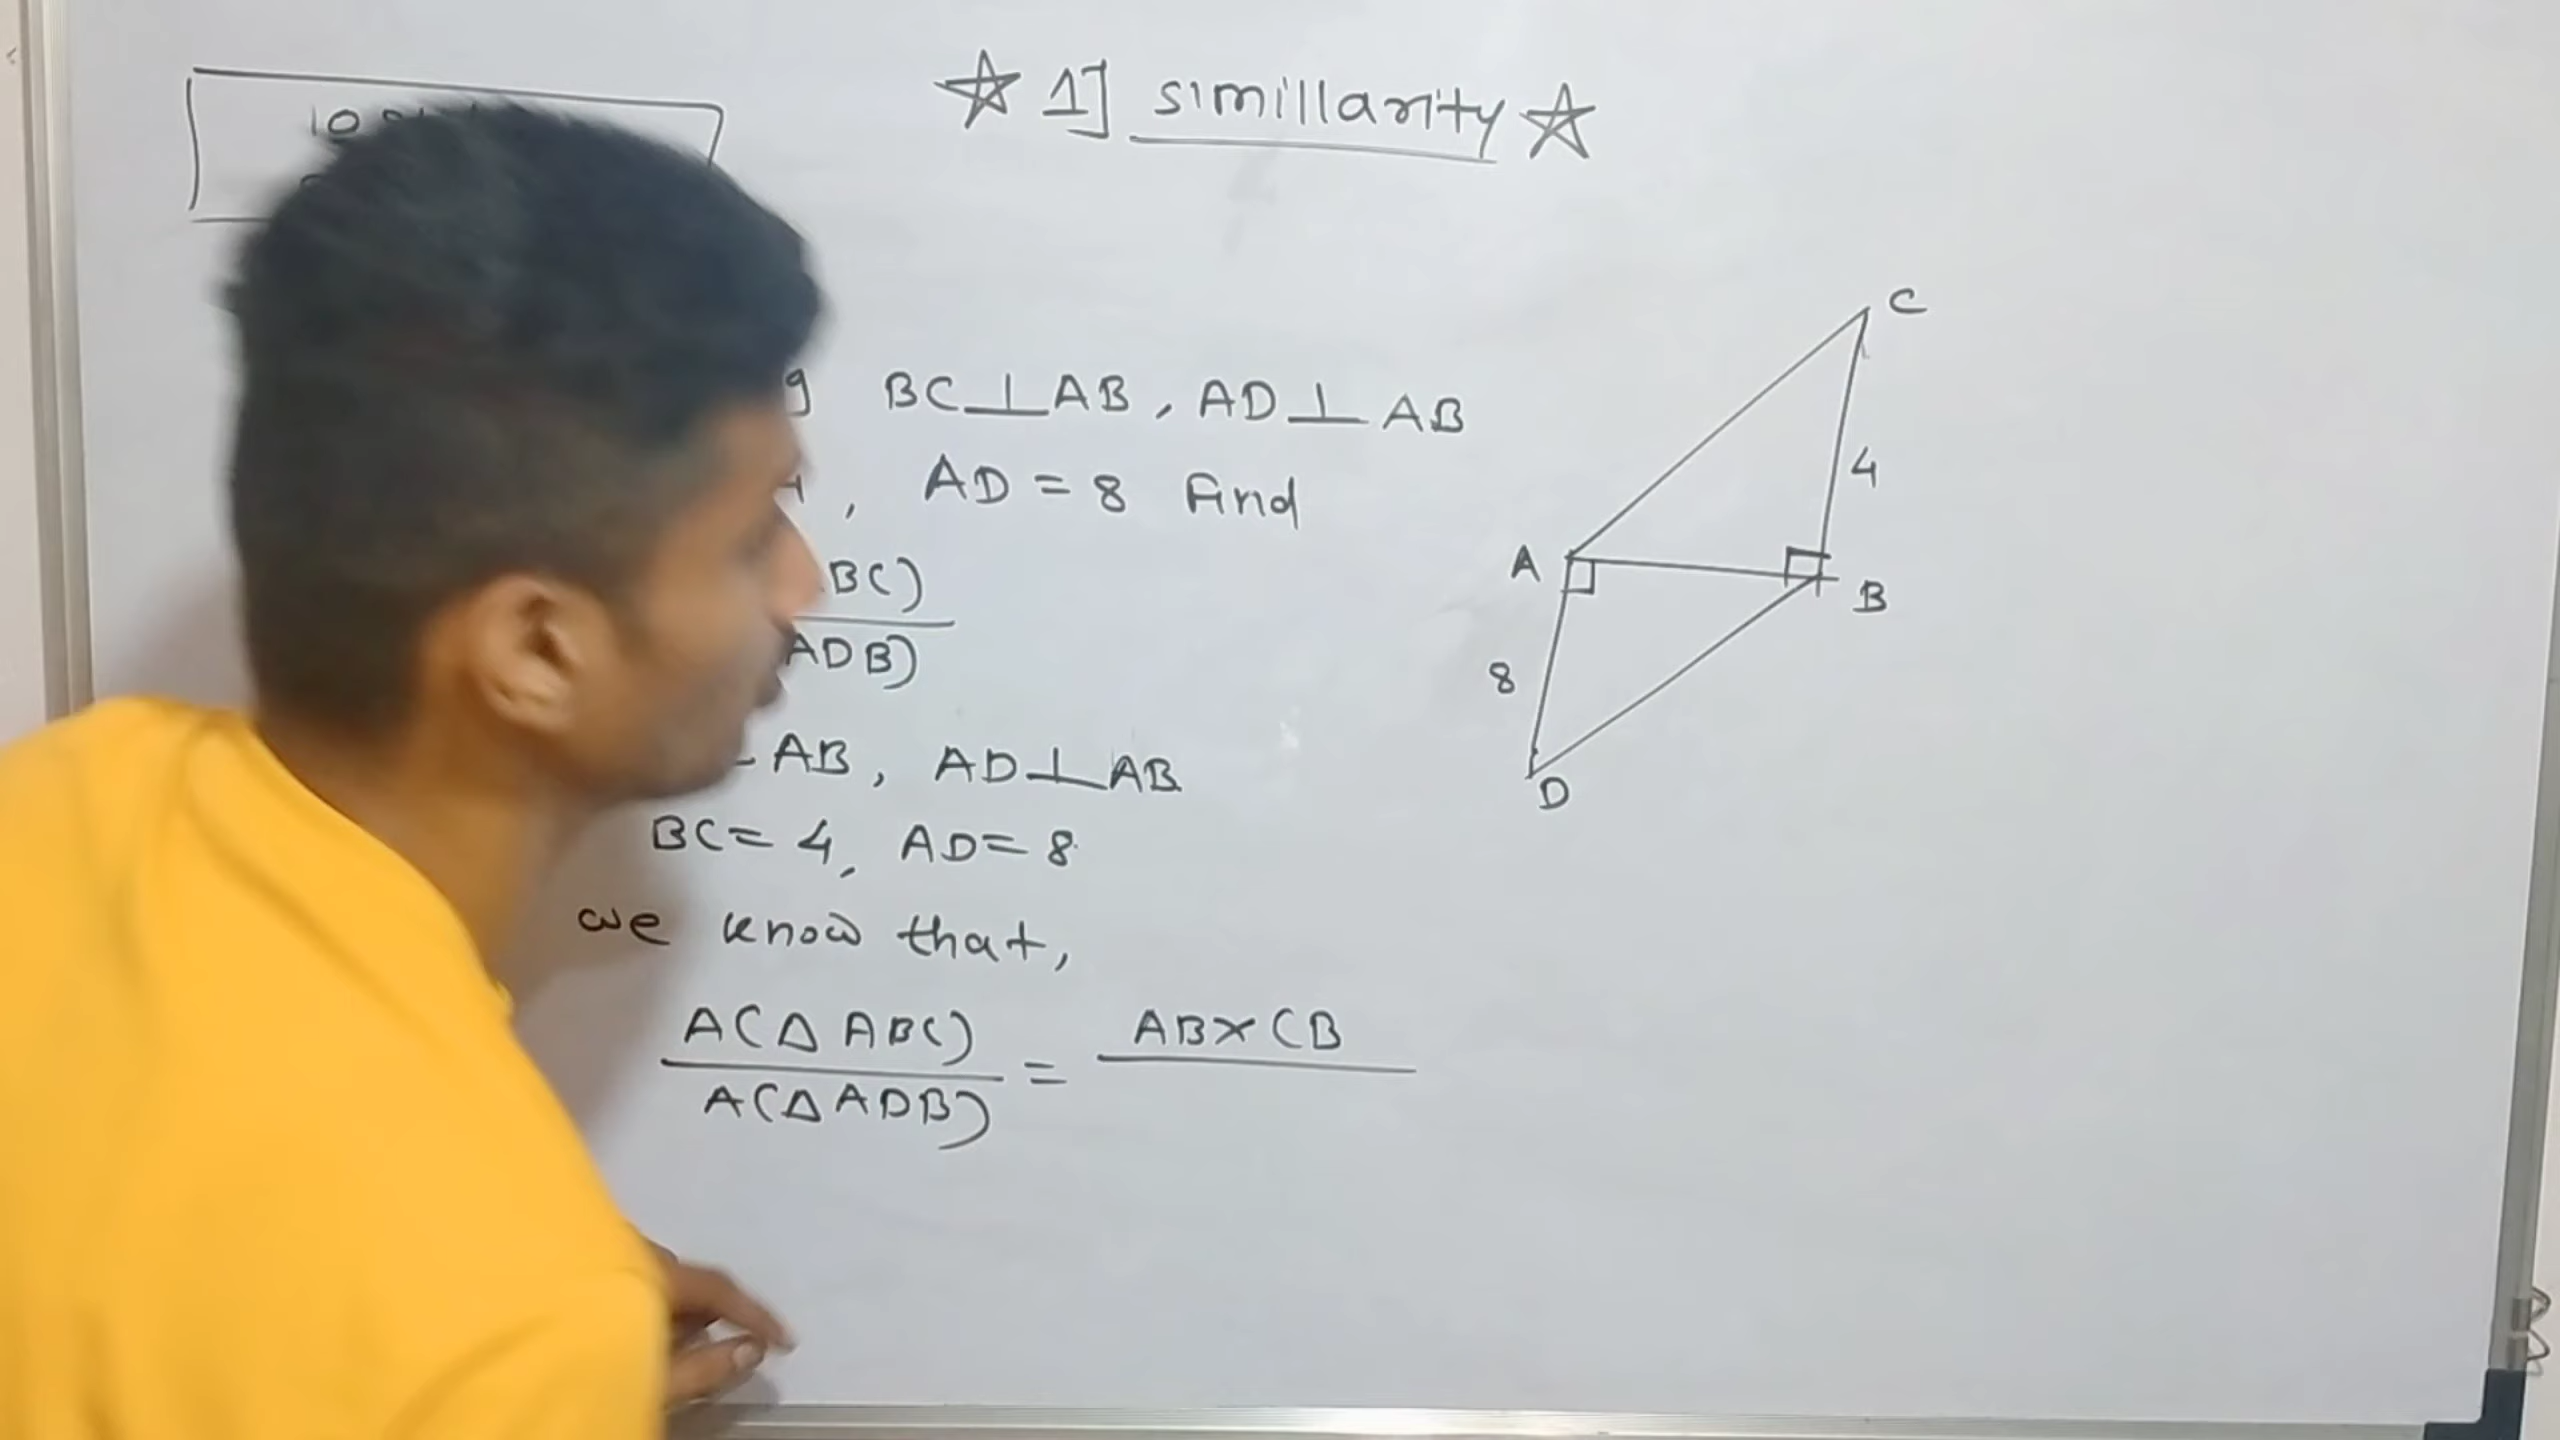 10
☆ 1] simillarity ☆
BC⊥AB, AD⊥AB
, AD = 8 Find
BC)
ADB)
AB, AD⊥AB
BC = 4, AD = 8
we know that,
A(△ ABC) / A(△ ADB) = AB×CB
C
4
A
B
8
D